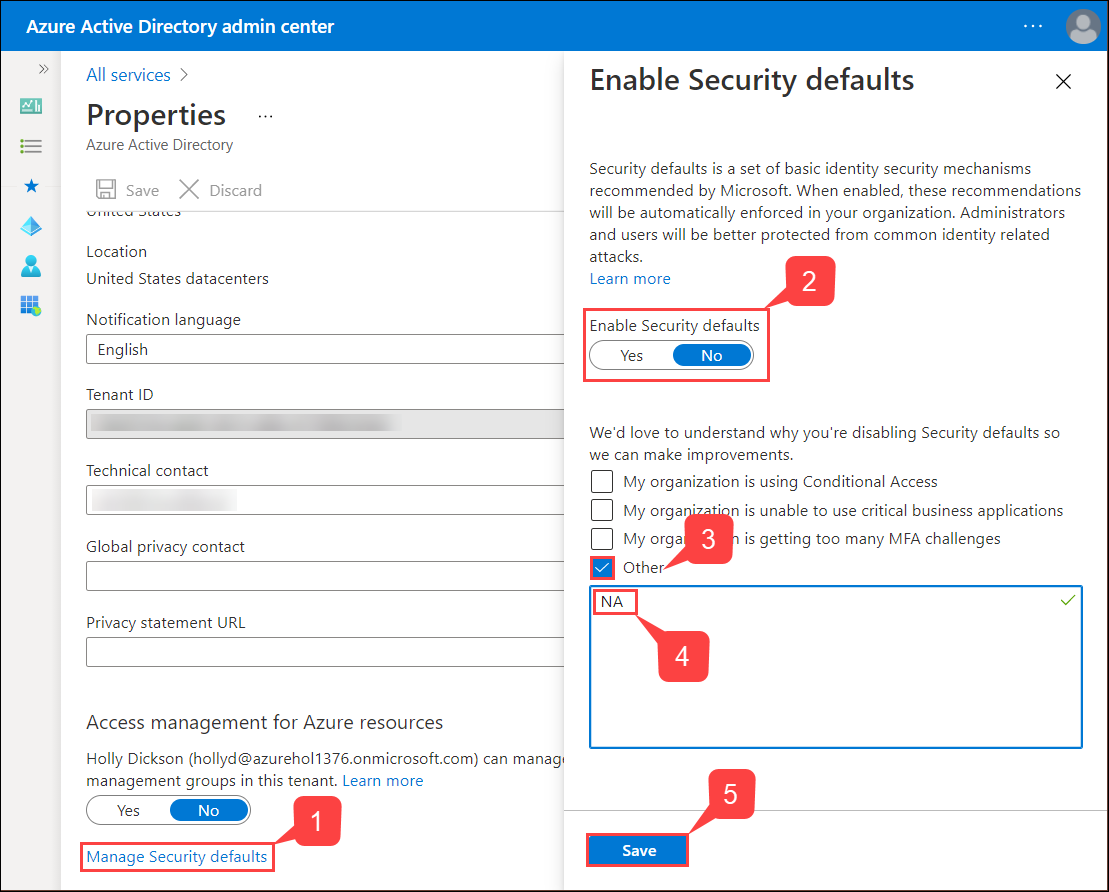 Azure Active Directory admin center
...
All services >
Properties
...
Azure Active Directory
Save
Discard
United States
Location
United States datacenters
Notification language
English
Tenant ID
Technical contact
Global privacy contact
Privacy statement URL
Access management for Azure resources
Holly Dickson (hollyd@azurehol1376.onmicrosoft.com) can manage
management groups in this tenant. Learn more
Yes
No
1
Manage Security defaults
Enable Security defaults
Security defaults is a set of basic identity security mechanisms
recommended by Microsoft. When enabled, these recommendations
will be automatically enforced in your organization. Administrators
and users will be better protected from common identity related
attacks.
Learn more
2
Enable Security defaults
Yes
No
We'd love to understand why you're disabling Security defaults so
we can make improvements.
My organization is using Conditional Access
My organization is unable to use critical business applications
My is getting too many MFA challenges
3
Other
NA
4
5
Save